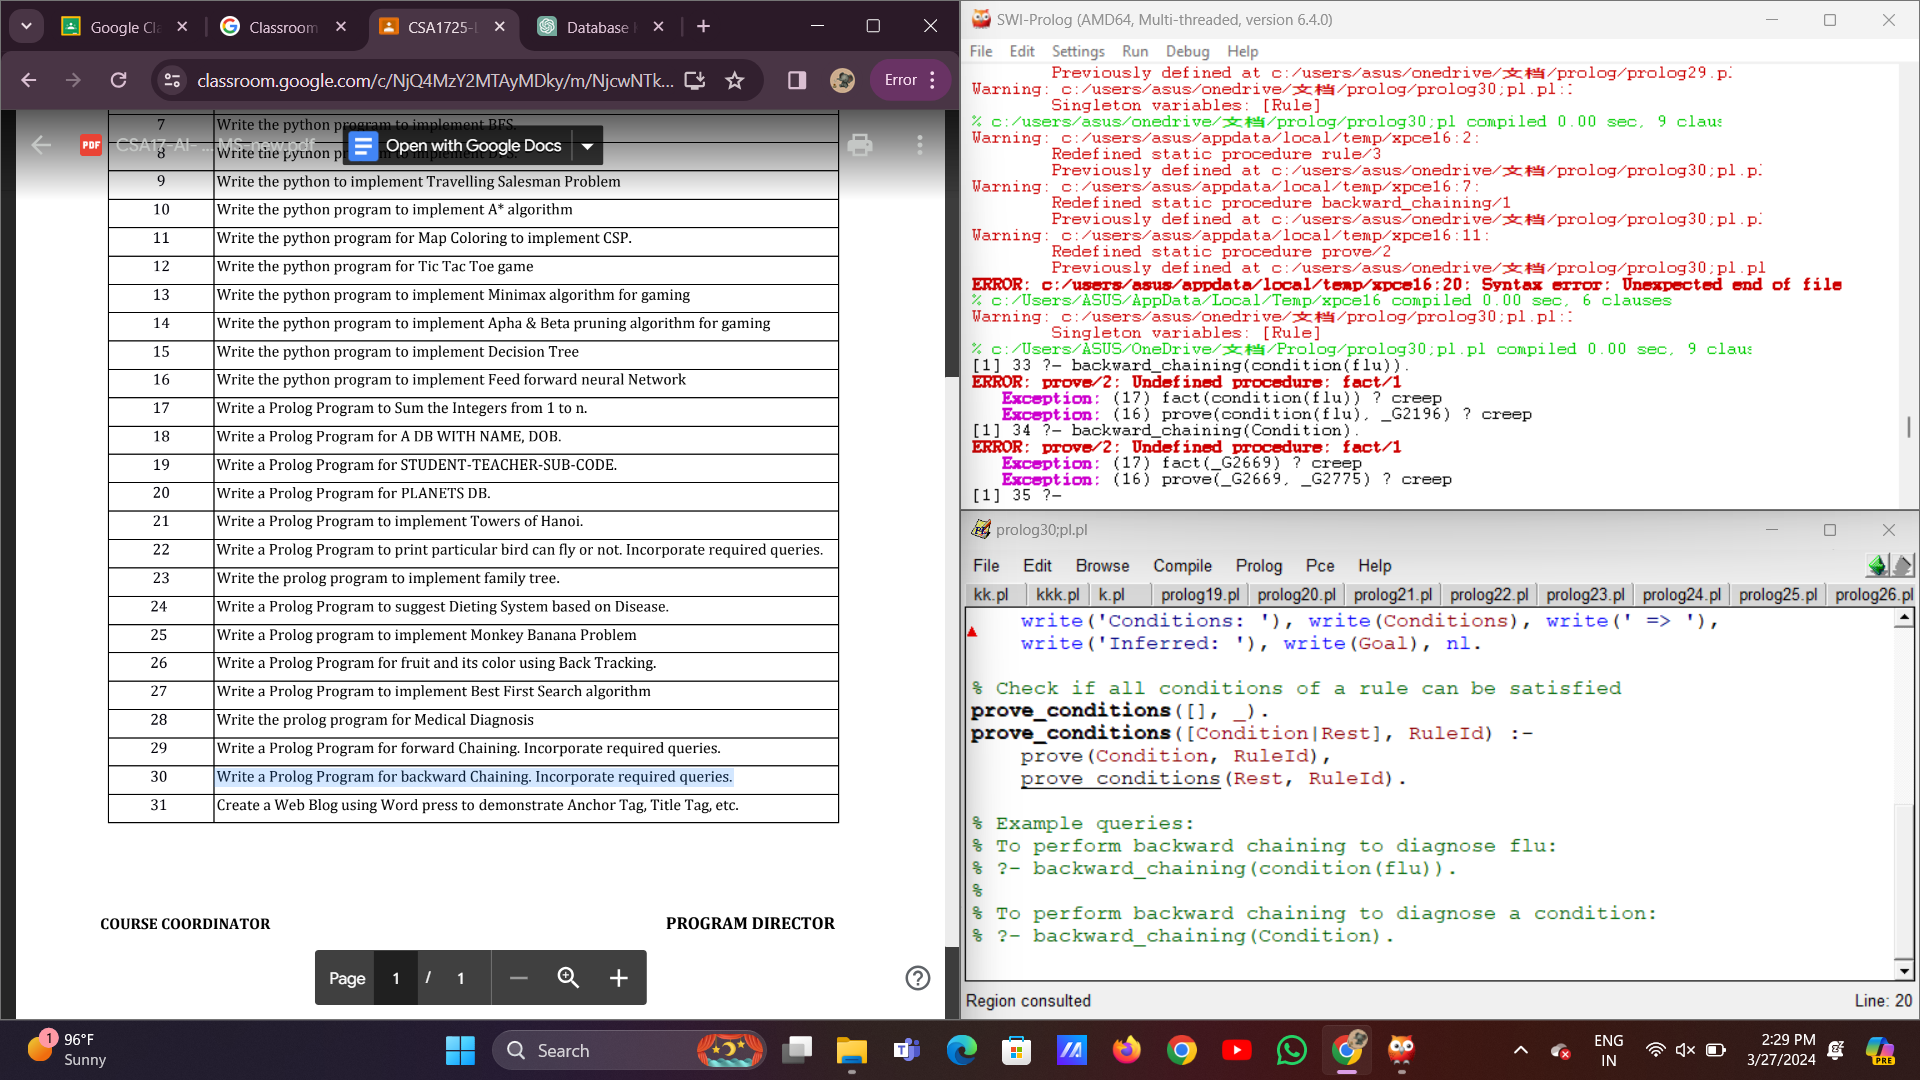 Google Cl
Classroom
CSA1725-
Database
classroom.google.com/c/NjQ4MzY2MTAyMDky/m/NjcwNTk...
Error
CSA17-AI- ... MS-new.pdf
Open with Google Docs
7 Write the python program to implement BFS.
8 Write the python program to implement DFS.
9 Write the python to implement Travelling Salesman Problem
10 Write the python program to implement A* algorithm
11 Write the python program for Map Coloring to implement CSP.
12 Write the python program for Tic Tac Toe game
13 Write the python program to implement Minimax algorithm for gaming
14 Write the python program to implement Apha & Beta pruning algorithm for gaming
15 Write the python program to implement Decision Tree
16 Write the python program to implement Feed forward neural Network
17 Write a Prolog Program to Sum the Integers from 1 to n.
18 Write a Prolog Program for A DB WITH NAME, DOB.
19 Write a Prolog Program for STUDENT-TEACHER-SUB-CODE.
20 Write a Prolog Program for PLANETS DB.
21 Write a Prolog Program to implement Towers of Hanoi.
22 Write a Prolog Program to print particular bird can fly or not. Incorporate required queries.
23 Write the prolog program to implement family tree.
24 Write a Prolog Program to suggest Dieting System based on Disease.
25 Write a Prolog program to implement Monkey Banana Problem
26 Write a Prolog Program for fruit and its color using Back Tracking.
27 Write a Prolog Program to implement Best First Search algorithm
28 Write the prolog program for Medical Diagnosis
29 Write a Prolog Program for forward Chaining. Incorporate required queries.
30 Write a Prolog Program for backward Chaining. Incorporate required queries.
31 Create a Web Blog using Word press to demonstrate Anchor Tag, Title Tag, etc.
COURSE COORDINATOR PROGRAM DIRECTOR
Page 1 / 1
SWI-Prolog (AMD64, Multi-threaded, version 6.4.0)
File Edit Settings Run Debug Help
Previously defined at c:/users/asus/onedrive/文档/prolog/prolog29.p
Warning: c:/users/asus/onedrive/文档/prolog/prolog30;pl.pl:
Singleton variables: [Rule]
% c:/users/asus/onedrive/文档/prolog/prolog30;pl compiled 0.00 sec, 9 claus
Warning: c:/users/asus/appdata/local/temp/xpce16:2:
Redefined static procedure rule/3
Previously defined at c:/users/asus/onedrive/文档/prolog/prolog30;pl.p
Warning: c:/users/asus/appdata/local/temp/xpce16:7:
Redefined static procedure backward_chaining/1
Previously defined at c:/users/asus/onedrive/文档/prolog/prolog30;pl.p
Warning: c:/users/asus/appdata/local/temp/xpce16:11:
Redefined static procedure prove/2
Previously defined at c:/users/asus/onedrive/文档/prolog/prolog30;pl.pl
ERROR: c:/users/asus/appdata/local/temp/xpce16:20: Syntax error: Unexpected end of file
% c:/Users/ASUS/AppData/Local/Temp/xpce16 compiled 0.00 sec, 6 clauses
Warning: c:/users/asus/onedrive/文档/prolog/prolog30;pl.pl:
Singleton variables: [Rule]
% c:/Users/ASUS/OneDrive/文档/Prolog/prolog30;pl.pl compiled 0.00 sec, 9 claus
[1] 33 ?- backward_chaining(condition(flu)).
ERROR: prove/2: Undefined procedure: fact/1
Exception: (17) fact(condition(flu)) ? creep
Exception: (16) prove(condition(flu), _G2196) ? creep
[1] 34 ?- backward_chaining(Condition).
ERROR: prove/2: Undefined procedure: fact/1
Exception: (17) fact(_G2669) ? creep
Exception: (16) prove(_G2669, _G2775) ? creep
[1] 35 ?-
prolog30;pl.pl
File Edit Browse Compile Prolog Pce Help
kk.pl kkk.pl k.pl prolog19.pl prolog20.pl prolog21.pl prolog22.pl prolog23.pl prolog24.pl prolog25.pl prolog26.pl
write('Conditions: '), write(Conditions), write(' => '),
write('Inferred: '), write(Goal), nl.
% Check if all conditions of a rule can be satisfied
prove_conditions([], _).
prove_conditions([Condition|Rest], RuleId) :-
prove(Condition, RuleId),
prove_conditions(Rest, RuleId).
% Example queries:
% To perform backward chaining to diagnose flu:
% ?- backward_chaining(condition(flu)).
%
% To perform backward chaining to diagnose a condition:
% ?- backward_chaining(Condition).
Region consulted Line: 20
1
96°F
Sunny
Search
ENG
IN
2:29 PM
3/27/2024
PRE